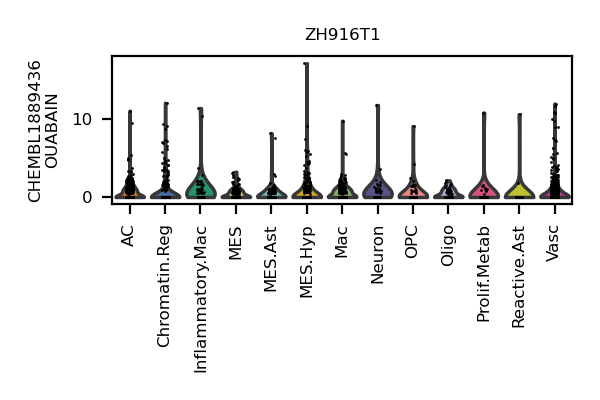 ZH916T1
CHEMBL1889436
OUABAIN
10
0
AC
Chromatin.Reg
Inflammatory.Mac
MES
MES.Ast
MES.Hyp
Mac
Neuron
OPC
Oligo
Prolif.Metab
Reactive.Ast
Vasc